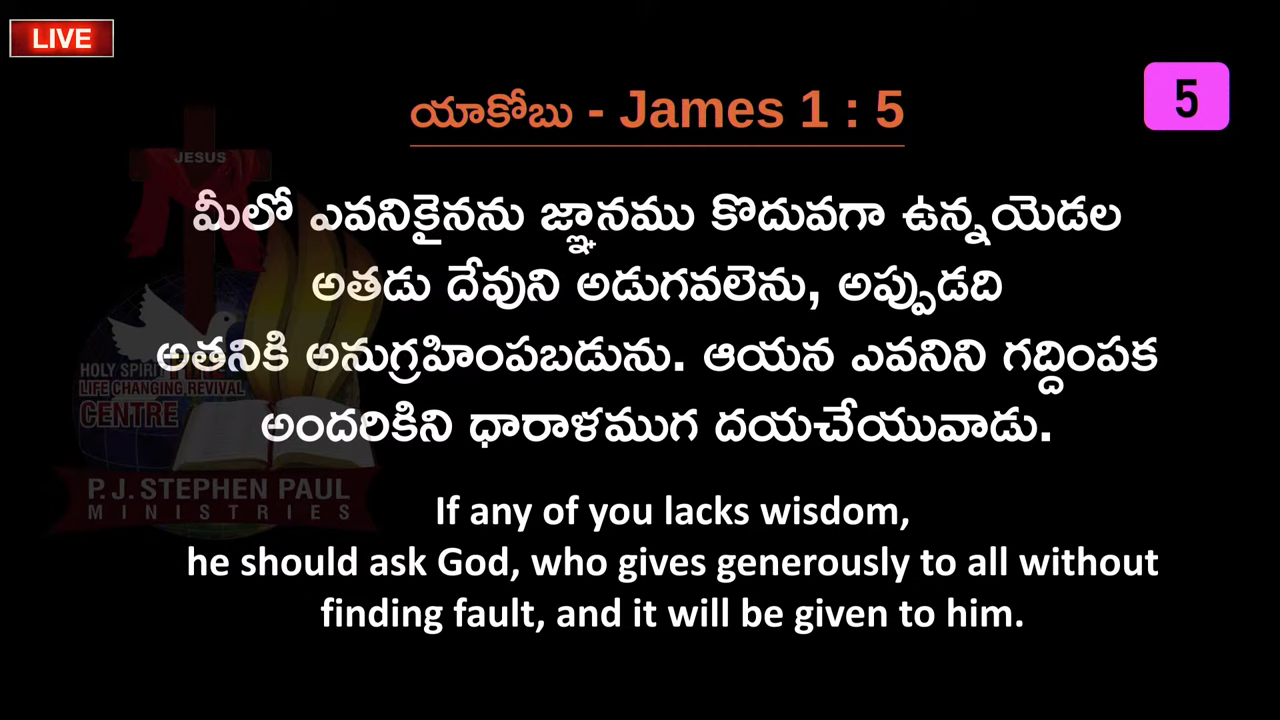 LIVE
5
యాకోబు - James 1 : 5
మీలో ఎవనికైనను జ్ఞానము కొదువగా ఉన్నయెడల
అతడు దేవుని అడుగవలెను, అప్పుడది
అతనికి అనుగ్రహింపబడును. ఆయన ఎవనిని గద్దింపక
అందరికిని ధారాళముగ దయచేయువాడు.
If any of you lacks wisdom,
he should ask God, who gives generously to all without
finding fault, and it will be given to him.
JESUS
HOLY SPIRIT
LIFE CHANGING REVIVAL
CENTRE
P. J. STEPHEN PAUL
MINISTRIES